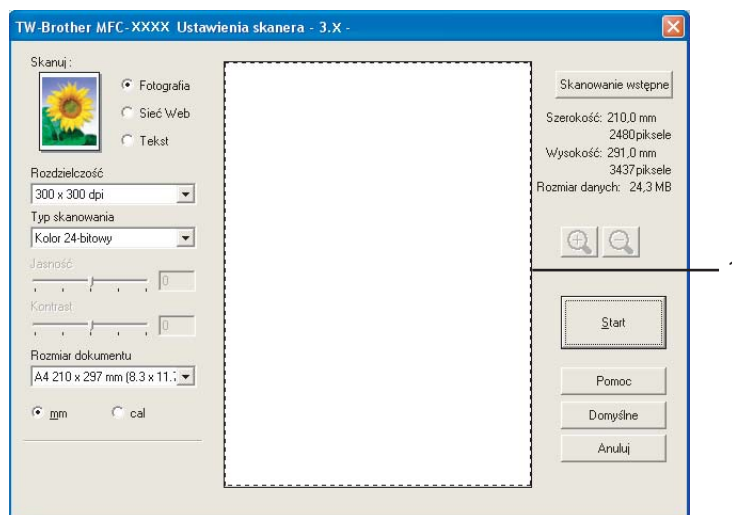 TW-Brother MFC-XXXX Ustawienia skanera - 3.X -
Skanuj :
Fotografia
Sieć Web
Tekst
Rozdzielczość
300 x 300 dpi
Typ skanowania
Kolor 24-bitowy
Jasność
0
Kontrast
0
Rozmiar dokumentu
A4 210 x 297 mm (8.3 x 11.7
mm
cal
Skanowanie wstępne
Szerokość: 210,0 mm
2480piksele
Wysokość: 291,0 mm
3437piksele
Rozmiar danych: 24,3 MB
1
Start
Pomoc
Domyślne
Anuluj